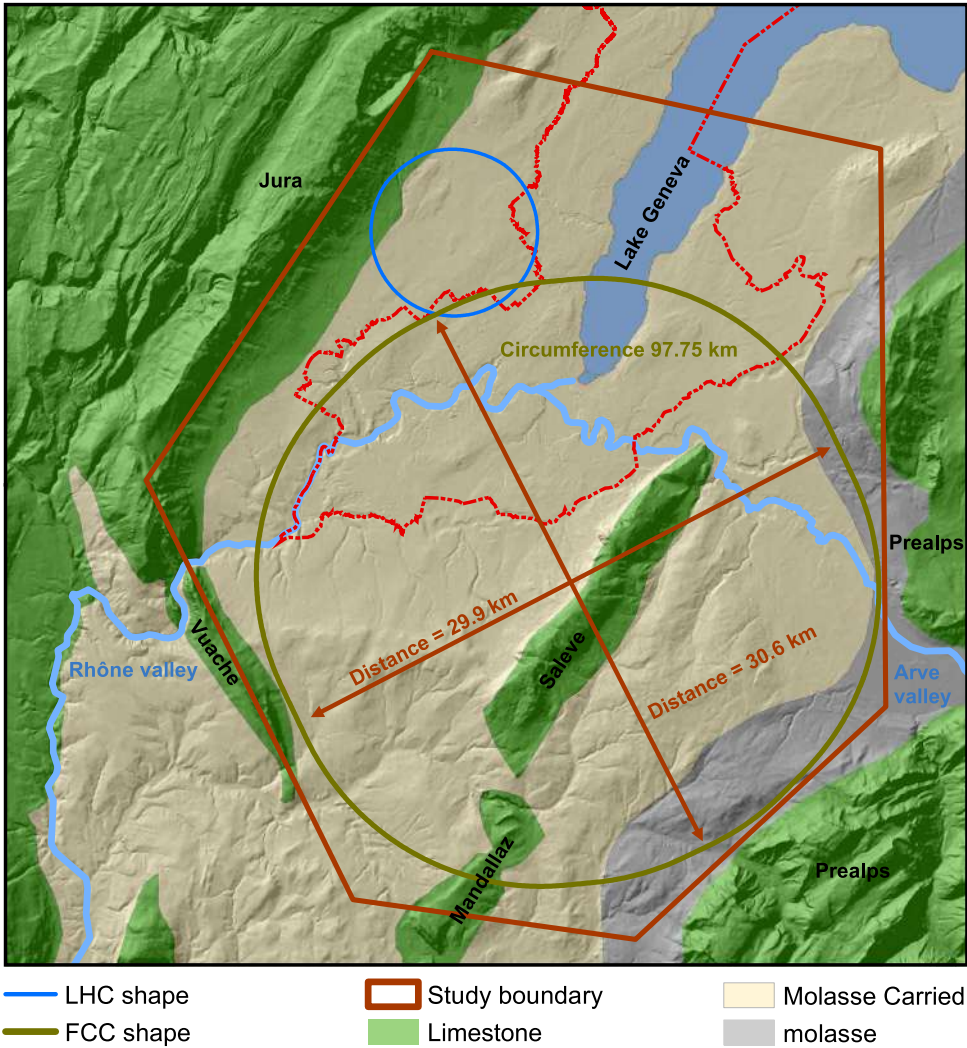 Jura
Lake Geneva
Circumference 97.75 km
Prealps
Vuache
Distance = 29.9 km
Rhône valley
Saleve
Distance = 30.6 km
Arve
valley
Mandallaz
Prealps
LHC shape
Study boundary
Molasse Carried
FCC shape
Limestone
molasse